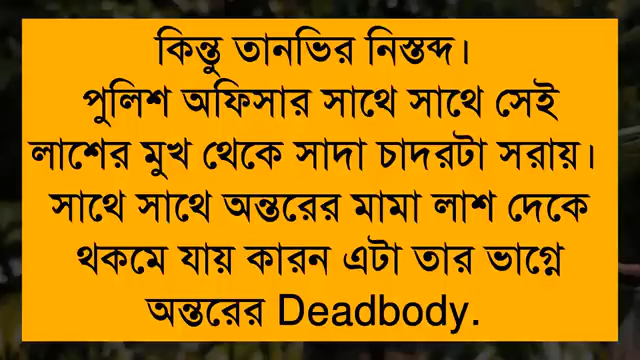 কিন্তু তানভির নিস্তব্দ।
পুলিশ অফিসার সাথে সাথে সেই
লাশের মুখ থেকে সাদা চাদরটা সরায়।
সাথে সাথে অন্তরের মামা লাশ দেকে
থকমে যায় কারন এটা তার ভাগ্নে
অন্তরের Deadbody.